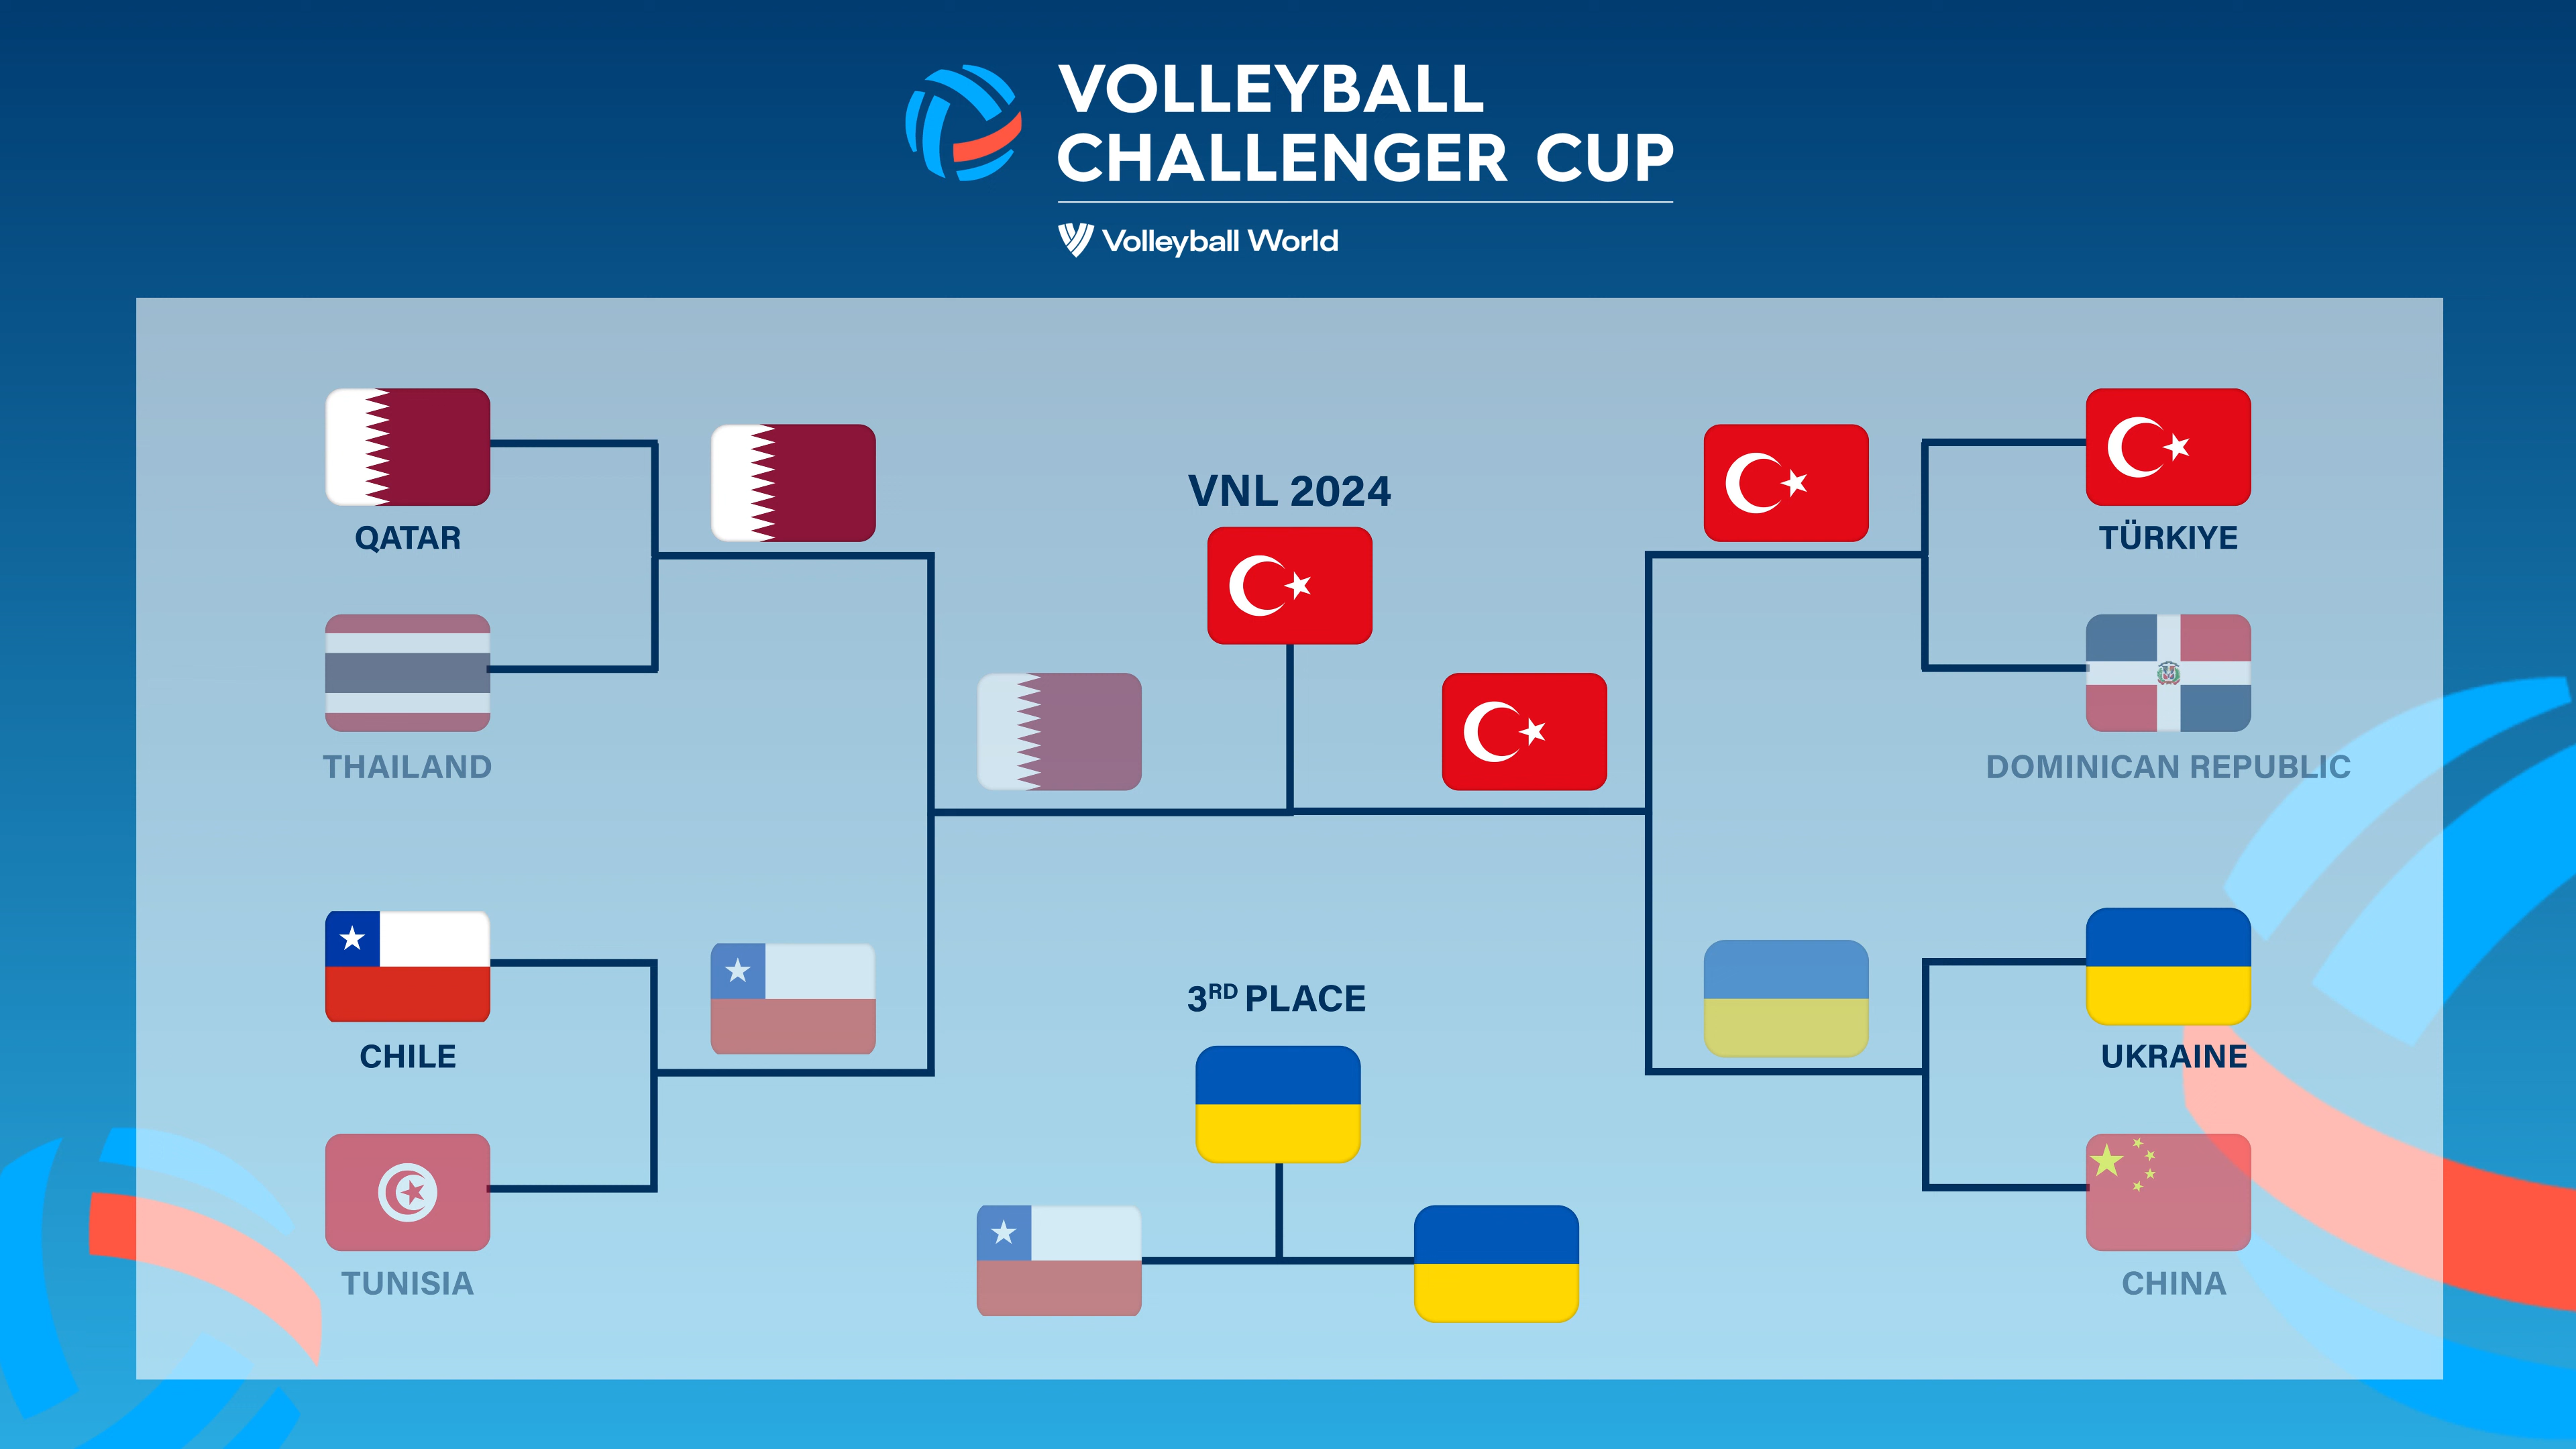 VOLLEYBALL
CHALLENGER CUP
Volleyball World
VNL 2024
QATAR
TÜRKIYE
THAILAND
DOMINICAN REPUBLIC
3RD PLACE
CHILE
UKRAINE
TUNISIA
CHINA